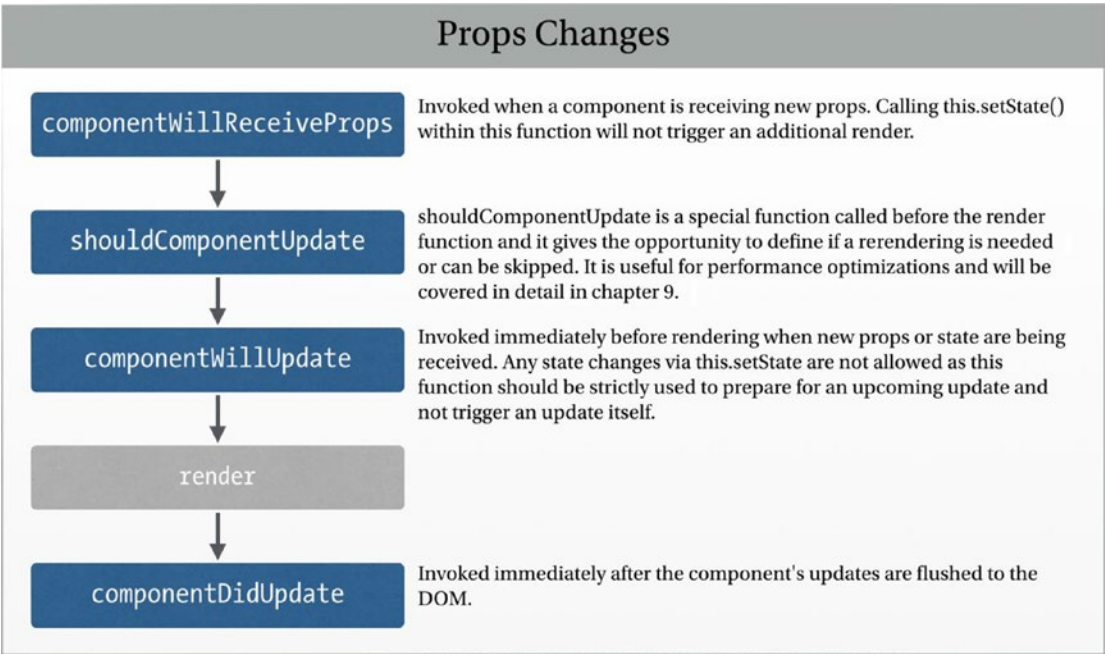 Props Changes
componentWillReceiveProps
Invoked when a component is receiving new props. Calling this.setState()
within this function will not trigger an additional render.
shouldComponentUpdate
shouldComponentUpdate is a special function called before the render
function and it gives the opportunity to define if a rerendering is needed
or can be skipped. It is useful for performance optimizations and will be
covered in detail in chapter 9.
componentWillUpdate
Invoked immediately before rendering when new props or state are being
received. Any state changes via this.setState are not allowed as this
function should be strictly used to prepare for an upcoming update and
not trigger an update itself.
render
componentDidUpdate
Invoked immediately after the component's updates are flushed to the
DOM.